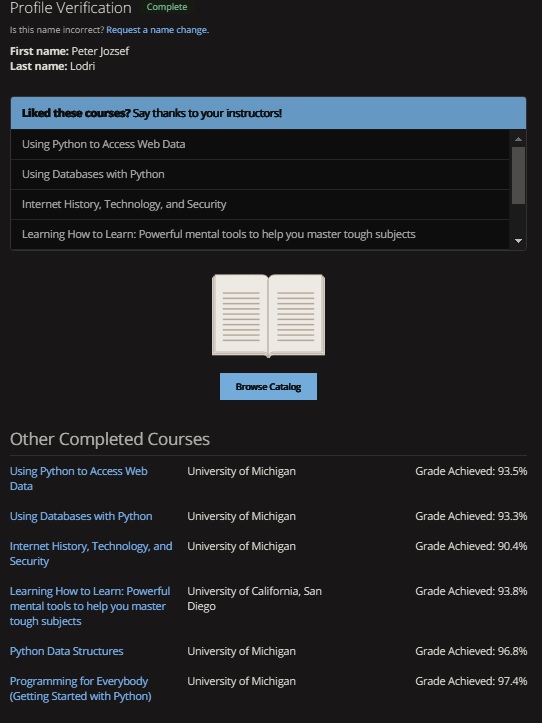 Profile Verification Complete
Is this name incorrect? Request a name change.
First name: Peter Jozsef
Last name: Lodri
Liked these courses? Say thanks to your instructors!
Using Python to Access Web Data
Using Databases with Python
Internet History, Technology, and Security
Learning How to Learn: Powerful mental tools to help you master tough subjects
Browse Catalog
Other Completed Courses
Using Python to Access Web University of Michigan Grade Achieved: 93.5%
Data
Using Databases with Python University of Michigan Grade Achieved: 93.3%
Internet History, Technology, and University of Michigan Grade Achieved: 90.4%
Security
Learning How to Learn: Powerful University of California, San Grade Achieved: 93.8%
mental tools to help you master Diego
tough subjects
Python Data Structures University of Michigan Grade Achieved: 96.8%
Programming for Everybody University of Michigan Grade Achieved: 97.4%
(Getting Started with Python)